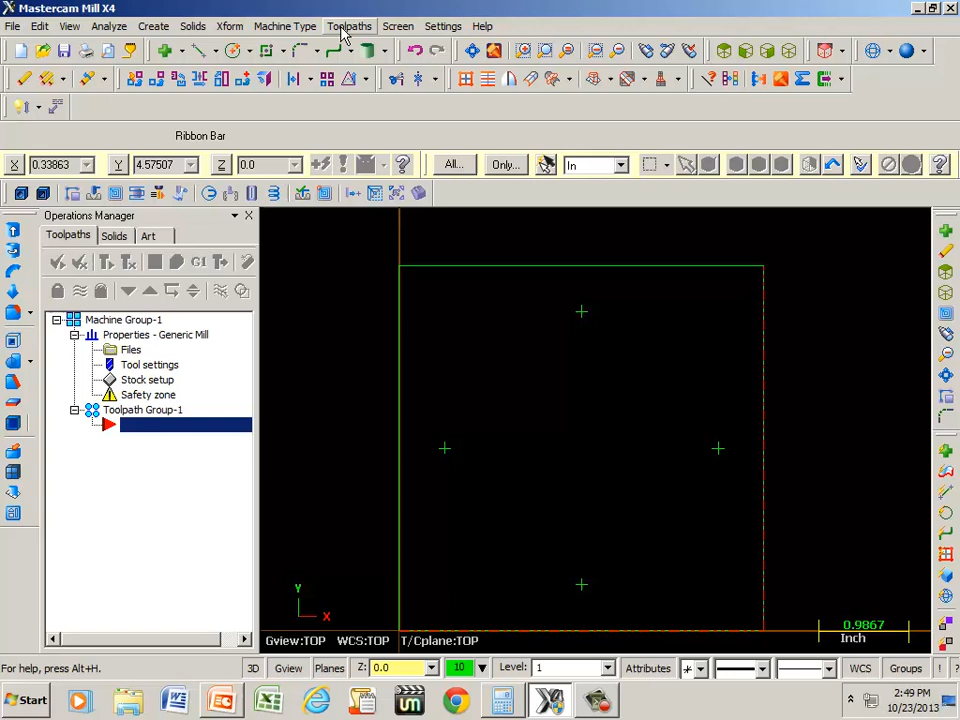 Mastercam Mill X4
File Edit View Analyze Create Solids Xform Machine Type Toolpaths Screen Settings Help
Ribbon Bar
X 0.33863 Y 4.57507 Z 0.0 All... Only... In
Operations Manager
Toolpaths Solids Art
G1
Machine Group-1
Properties - Generic Mill
Files
Tool settings
Stock setup
Safety zone
Toolpath Group-1
Y
X
0.9867
Inch
Gview:TOP WCS:TOP T/Cplane:TOP
For help, press Alt+H. 3D Gview Planes Z: 0.0 10 Level: 1 Attributes WCS Groups ! ?
Start um 2:49 PM
10/23/2013